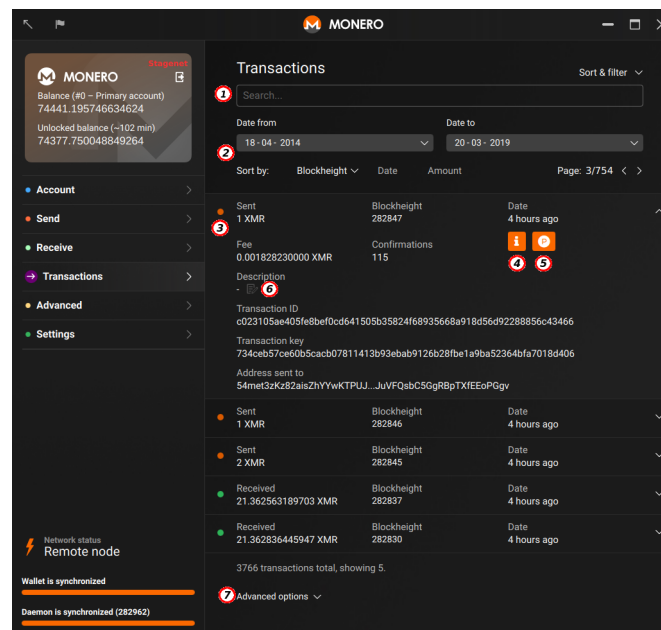 MONERO
Stagenet
MONERO
Balance (#0 – Primary account)
74441.195746634624
Unlocked balance (~102 min)
74377.750048849264
Account
Send
Receive
Transactions
Advanced
Settings
Network status
Remote node
Wallet is synchronized
Daemon is synchronized (282962)
Transactions
Sort & filter
1
Search...
Date from
Date to
18 - 04 - 2014
20 - 03 - 2019
2
Sort by:
Blockheight
Date
Amount
Page: 3/754
Sent
Blockheight
Date
1 XMR
282847
4 hours ago
3
Fee
Confirmations
0.001828230000 XMR
115
i
P
4
5
Description
-
6
Transaction ID
c023105ae405fe8bef0cd641505b35824f68935668a918d56d92288856c43466
Transaction key
734ceb57ce60b5cacb07811413b93ebab9126b28fbe1a9ba52364bfa7018d406
Address sent to
54met3zKz82aisZhYYwKTPUJ...JuVFQsbC5GgRBpTXfEEoPGgv
Sent
Blockheight
Date
1 XMR
282846
4 hours ago
Sent
Blockheight
Date
2 XMR
282845
4 hours ago
Received
Blockheight
Date
21.362563189703 XMR
282837
4 hours ago
Received
Blockheight
Date
21.362836445947 XMR
282830
4 hours ago
3766 transactions total, showing 5.
7
Advanced options